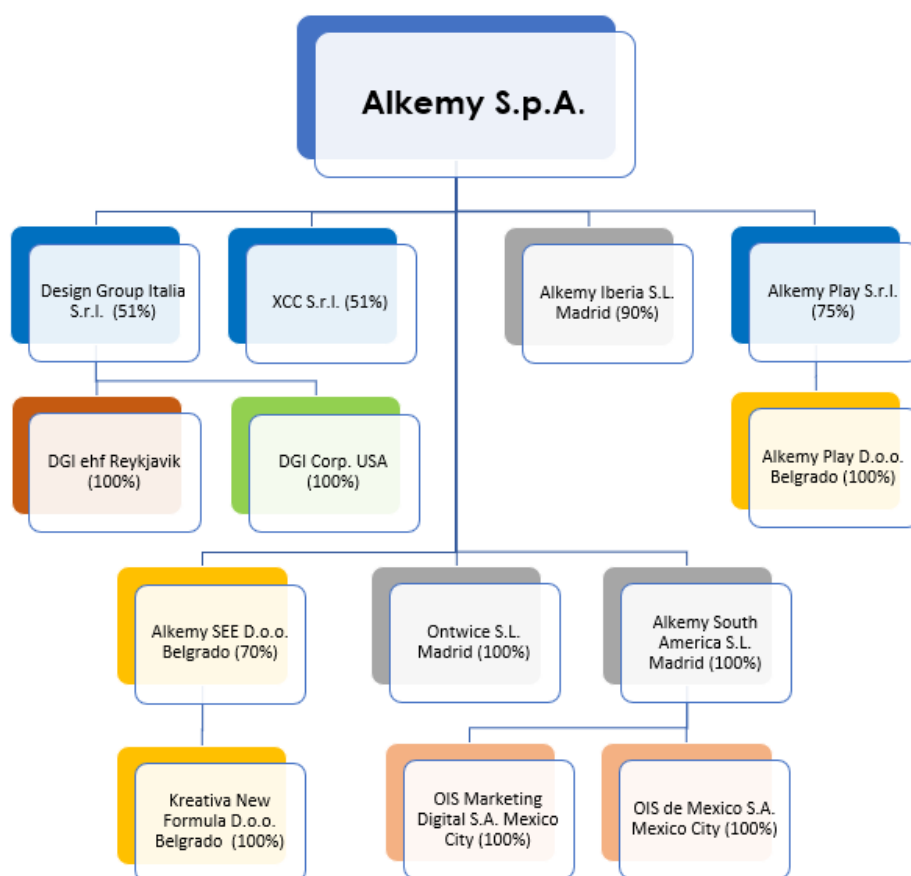 Alkemy S.p.A.
Design Group Italia
S.r.l. (51%)
XCC S.r.l. (51%)
Alkemy Iberia S.L.
Madrid (90%)
Alkemy Play S.r.l.
(75%)
DGI ehf Reykjavik
(100%)
DGI Corp. USA
(100%)
Alkemy Play D.o.o.
Belgrado (100%)
Alkemy SEE D.o.o.
Belgrado (70%)
Ontwice S.L.
Madrid (100%)
Alkemy South
America S.L.
Madrid (100%)
Kreativa New
Formula D.o.o.
Belgrado (100%)
OIS Marketing
Digital S.A. Mexico
City (100%)
OIS de Mexico S.A.
Mexico City (100%)